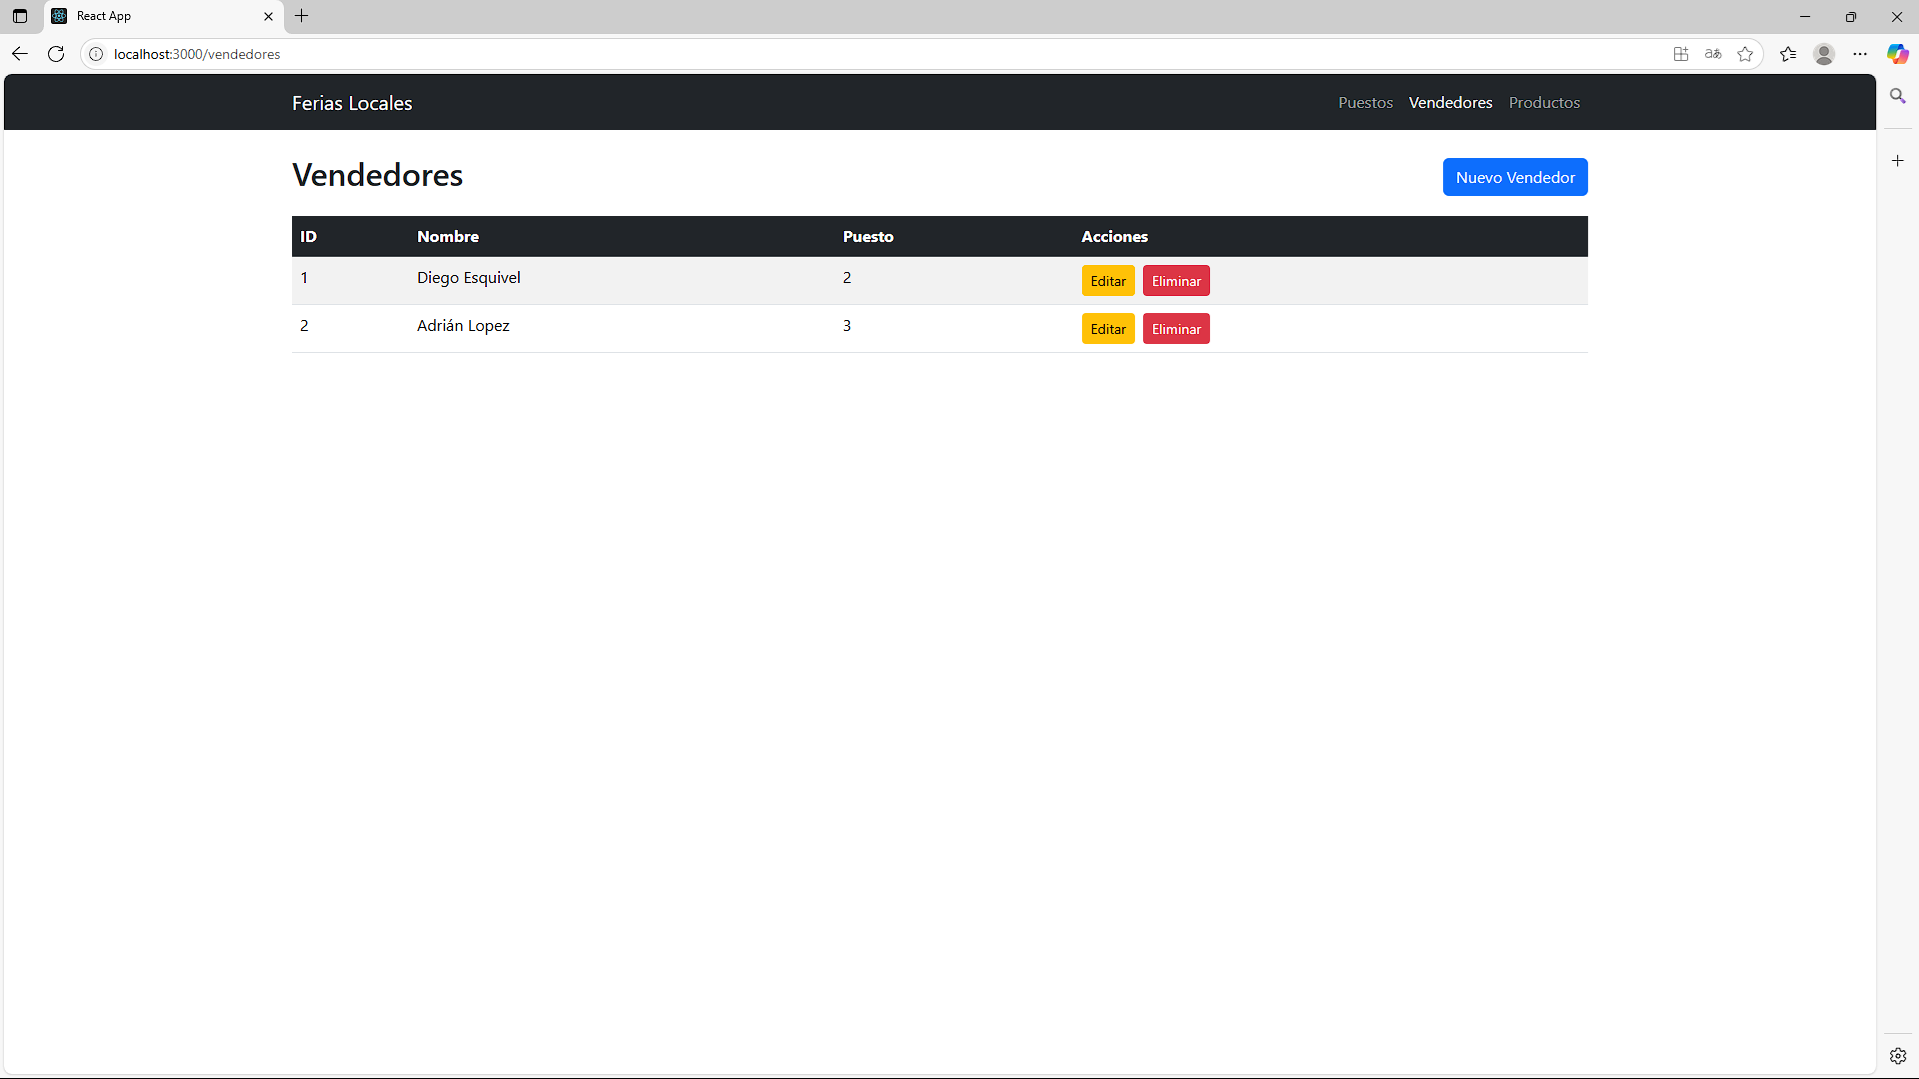 React App
localhost:3000/vendedores
Ferias Locales
Puestos Vendedores Productos
Vendedores
Nuevo Vendedor
ID Nombre Puesto Acciones
1 Diego Esquivel 2 Editar Eliminar
2 Adrián Lopez 3 Editar Eliminar